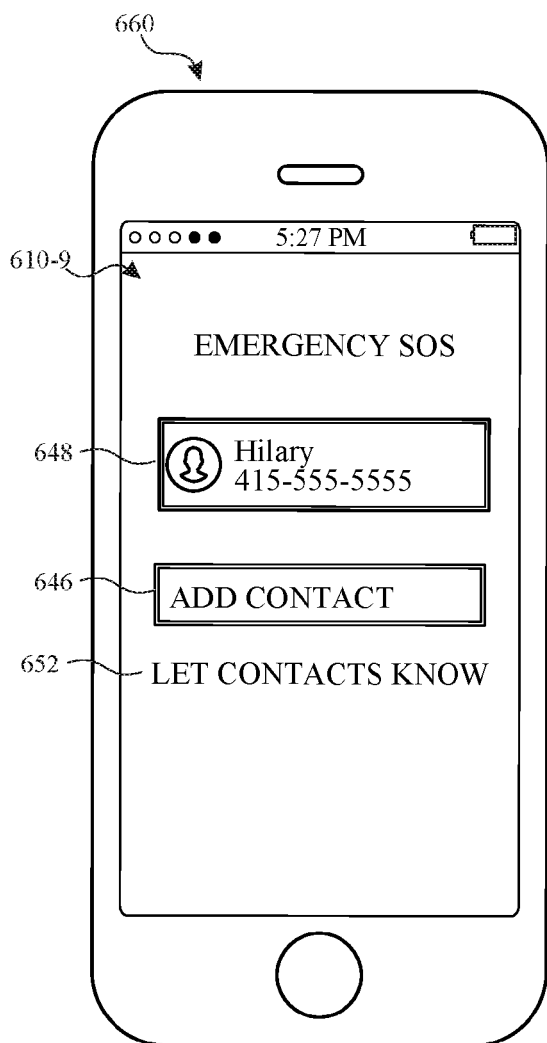 660
5:27 PM
610-9
EMERGENCY SOS
648
Hilary
415-555-5555
646
ADD CONTACT
652
LET CONTACTS KNOW